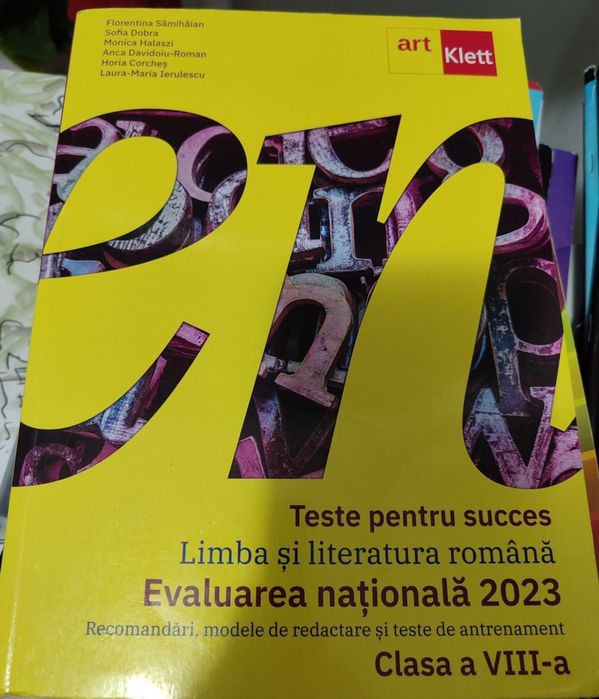 Florentina Sâmihăian
Sofia Dobra
Monica Halaszi
Anca Davidoiu-Roman
Horia Corcheș
Laura-Maria Ierulescu
art Klett
en
Teste pentru succes
Limba și literatura română
Evaluarea națională 2023
Recomandări, modele de redactare și teste de antrenament
Clasa a VIII-a